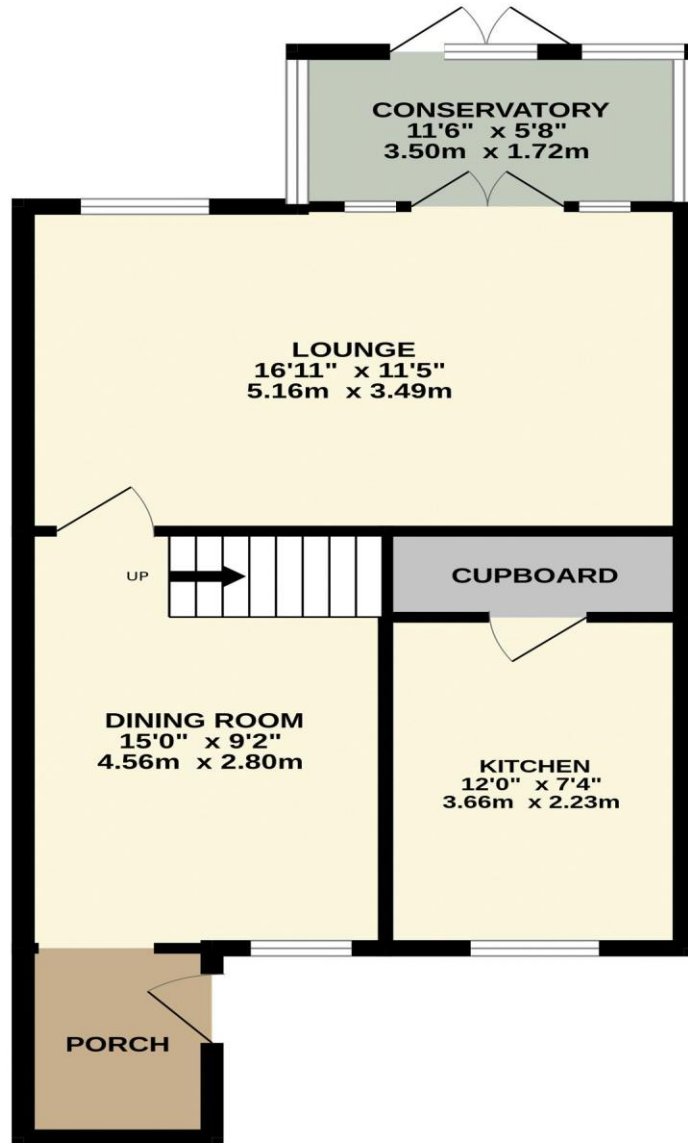 CONSERVATORY
11'6" x 5'8"
3.50m x 1.72m
LOUNGE
16'11" x 11'5"
5.16m x 3.49m
UP
CUPBOARD
DINING ROOM
15'0" x 9'2"
4.56m x 2.80m
KITCHEN
12'0" x 7'4"
3.66m x 2.23m
PORCH